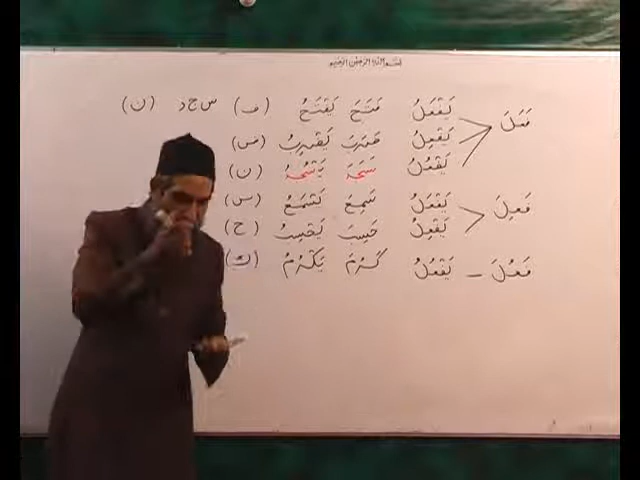 بسم الله الرحمن الرحيم
فَعَلَ يَفْعَلُ فَتَحَ يَفْتَحُ (ف) س ج د (ن)
يَفْعِلُ ضَرَبَ يَضْرِبُ (ض)
يَفْعُلُ (ن)
فَعِلَ يَفْعَلُ سَمِعَ يَسْمَعُ (س)
يَفْعِلُ حَسِبَ يَحْسِبُ (ح)
فَعُلَ – يَفْعُلُ كَرُمَ يَكْرُمُ (ك)